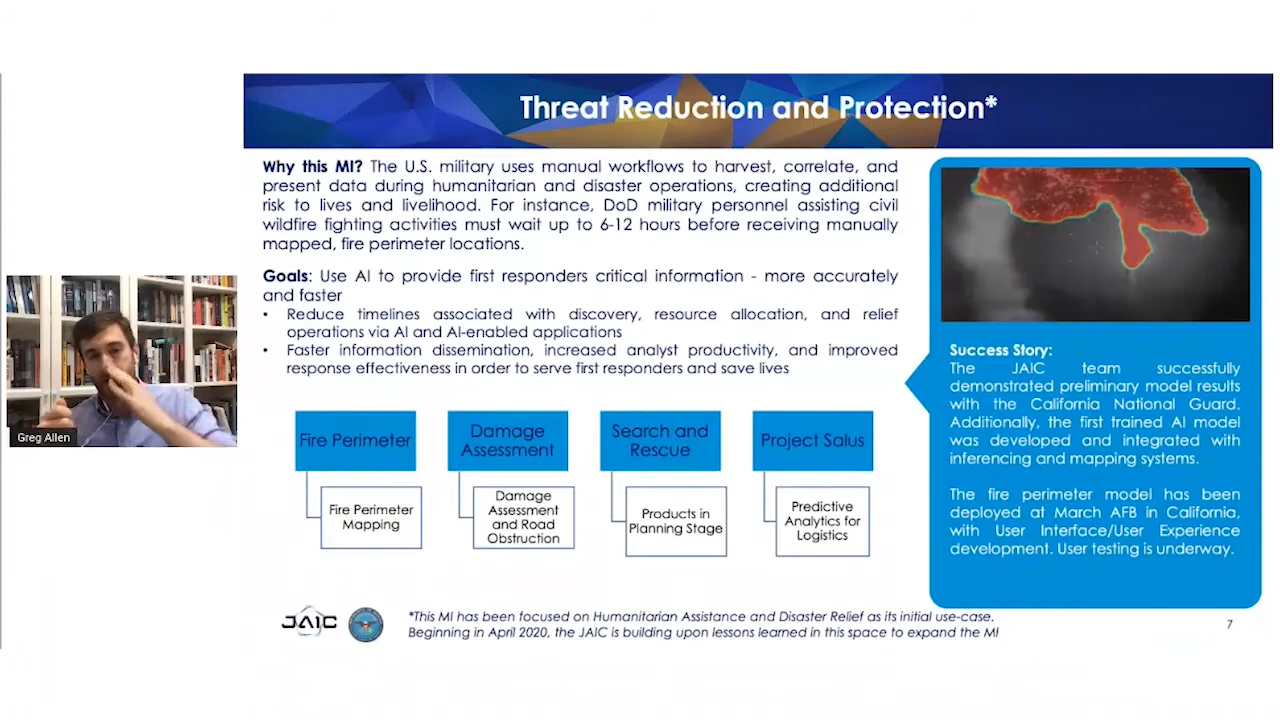 Threat Reduction and Protection*
Why this MI? The U.S. military uses manual workflows to harvest, correlate, and
present data during humanitarian and disaster operations, creating additional
risk to lives and livelihood. For instance, DoD military personnel assisting civil
wildfire fighting activities must wait up to 6-12 hours before receiving manually
mapped, fire perimeter locations.
Goals: Use AI to provide first responders critical information - more accurately
and faster
• Reduce timelines associated with discovery, resource allocation, and relief
operations via AI and AI-enabled applications
• Faster information dissemination, increased analyst productivity, and improved
response effectiveness in order to serve first responders and save lives
Greg Allen
Fire Perimeter
Fire Perimeter
Mapping
Damage
Assessment
Damage
Assessment
and Road
Obstruction
Search and
Rescue
Products in
Planning Stage
Project Salus
Predictive
Analytics for
Logistics
Success Story:
The JAIC team successfully
demonstrated preliminary model results
with the California National Guard.
Additionally, the first trained AI model
was developed and integrated with
inferencing and mapping systems.
The fire perimeter model has been
deployed at March AFB in California,
with User Interface/User Experience
development. User testing is underway.
JAIC
*This MI has been focused on Humanitarian Assistance and Disaster Relief as its initial use-case.
Beginning in April 2020, the JAIC is building upon lessons learned in this space to expand the MI
7